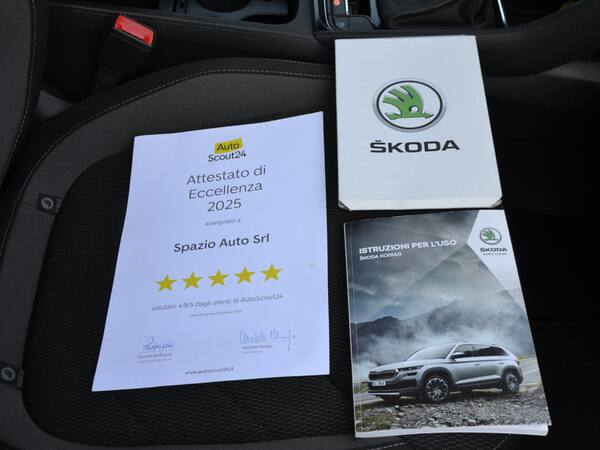 Auto
Scout24
Attestato di
Eccellenza
2025
assegnato a
Spazio Auto Srl
valutato 4.9/5 dagli utenti di AutoScout24
www.autoscout24.it
ŠKODA
ISTRUZIONI PER L'USO
ŠKODA KODIAQ